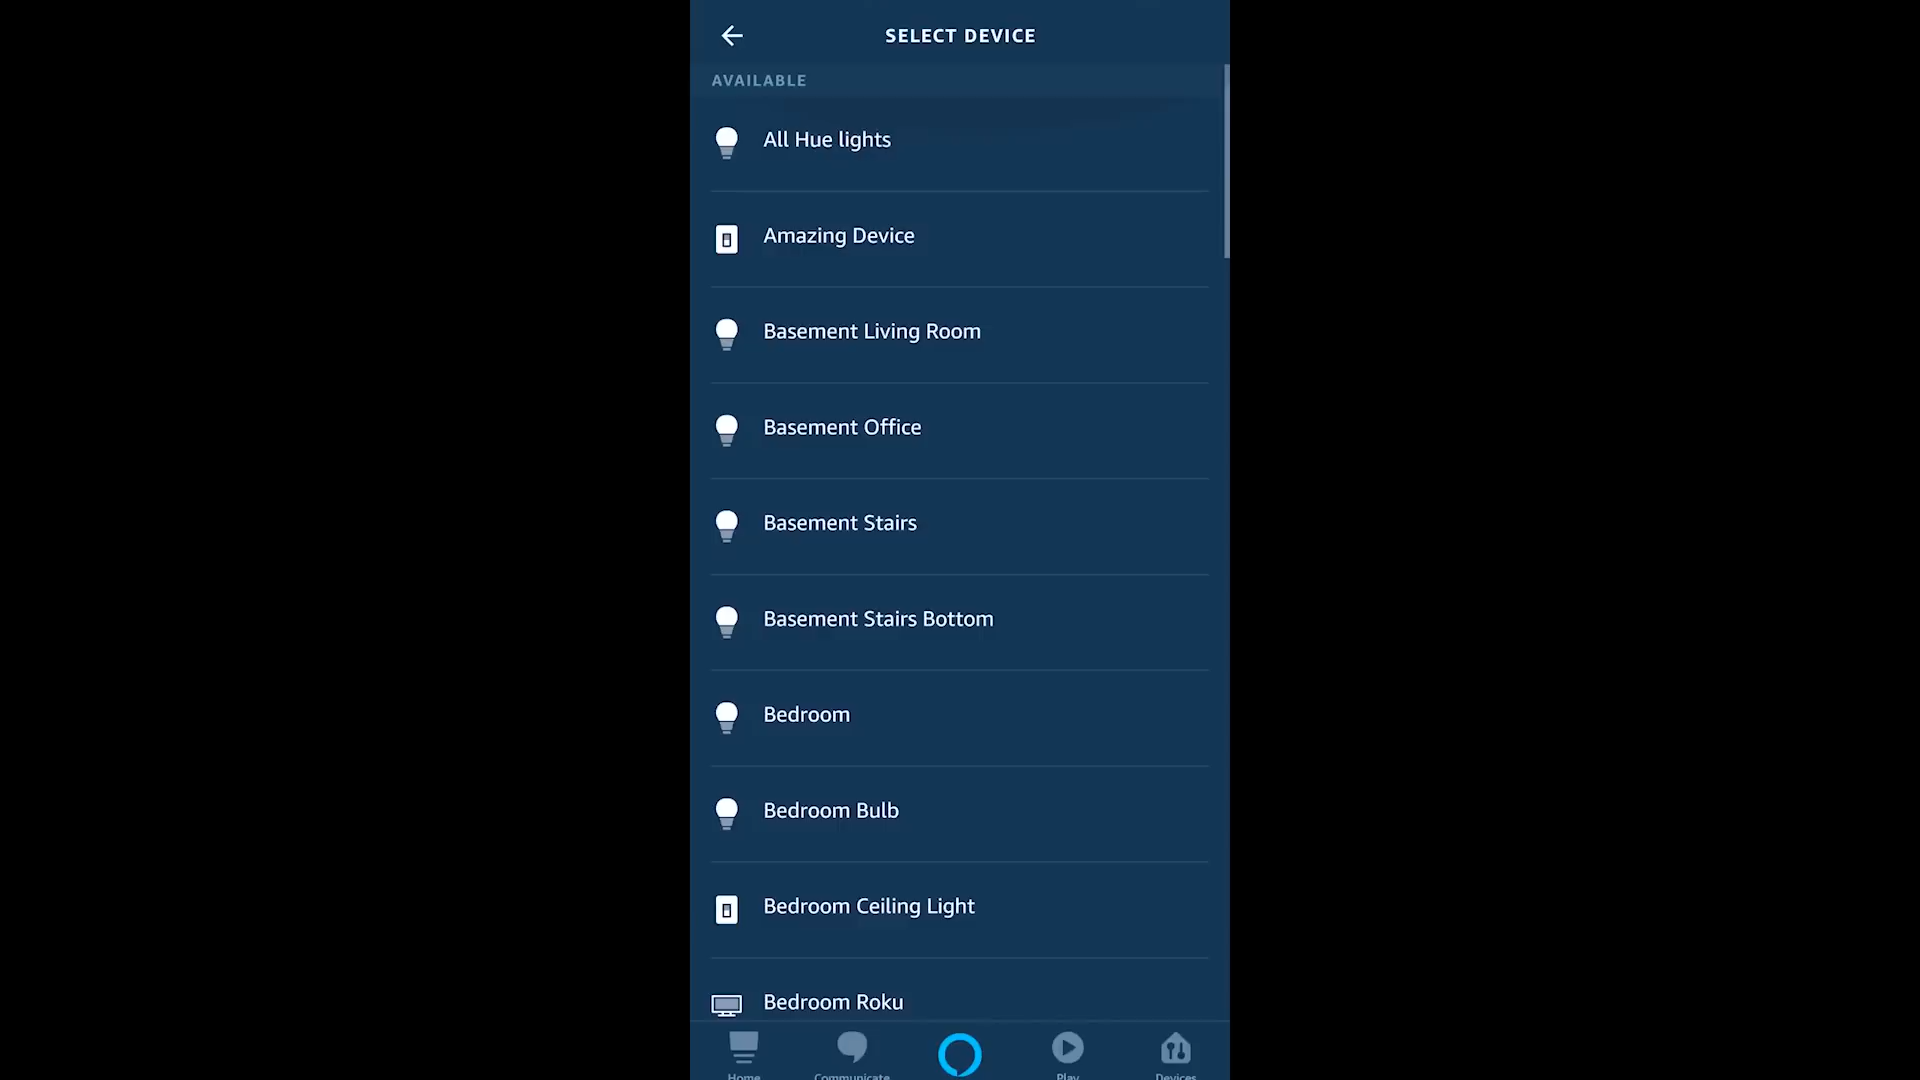 SELECT DEVICE
AVAILABLE
All Hue lights
Amazing Device
Basement Living Room
Basement Office
Basement Stairs
Basement Stairs Bottom
Bedroom
Bedroom Bulb
Bedroom Ceiling Light
Bedroom Roku
Home Communicate Play Devices